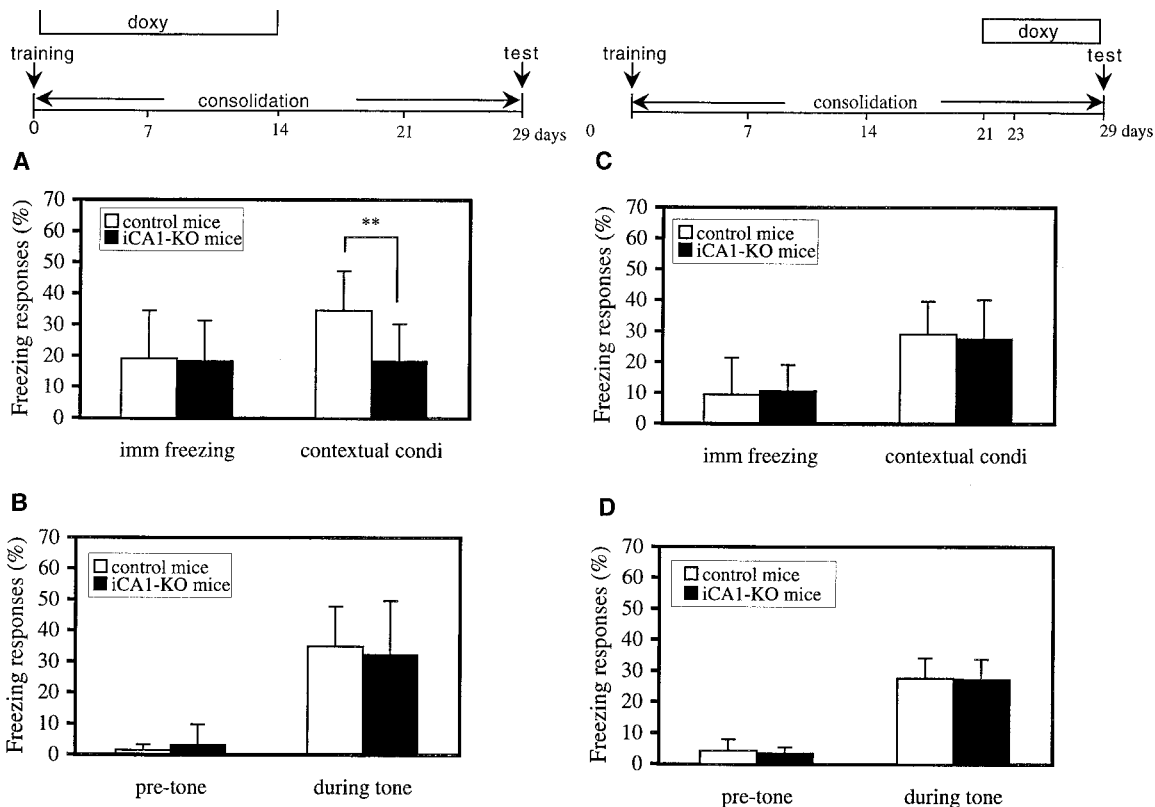 doxy
training
test
consolidation
0 7 14 21 29 days
doxy
training
test
consolidation
0 7 14 21 23 29 days
A
Freezing responses (%)
70
60
50
40
30
20
10
0
control mice
iCA1-KO mice
**
imm freezing contextual condi
C
Freezing responses (%)
70
60
50
40
30
20
10
0
control mice
iCA1-KO mice
imm freezing contextual condi
B
Freezing responses (%)
70
60
50
40
30
20
10
0
control mice
iCA1-KO mice
pre-tone during tone
D
Freezing responses (%)
70
60
50
40
30
20
10
0
control mice
iCA1-KO mice
pre-tone during tone